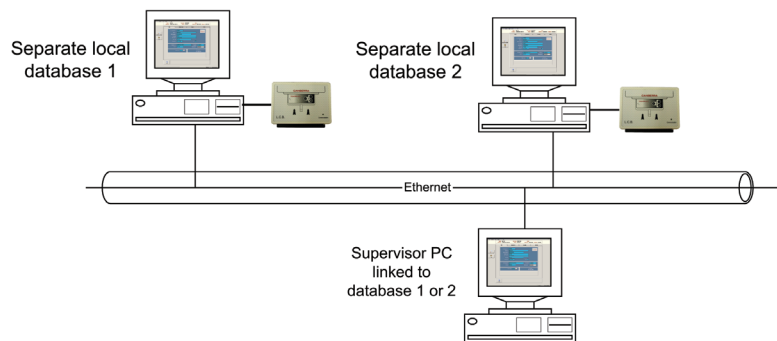 Separate local
database 1
Separate local
database 2
Ethernet
Supervisor PC
linked to
database 1 or 2